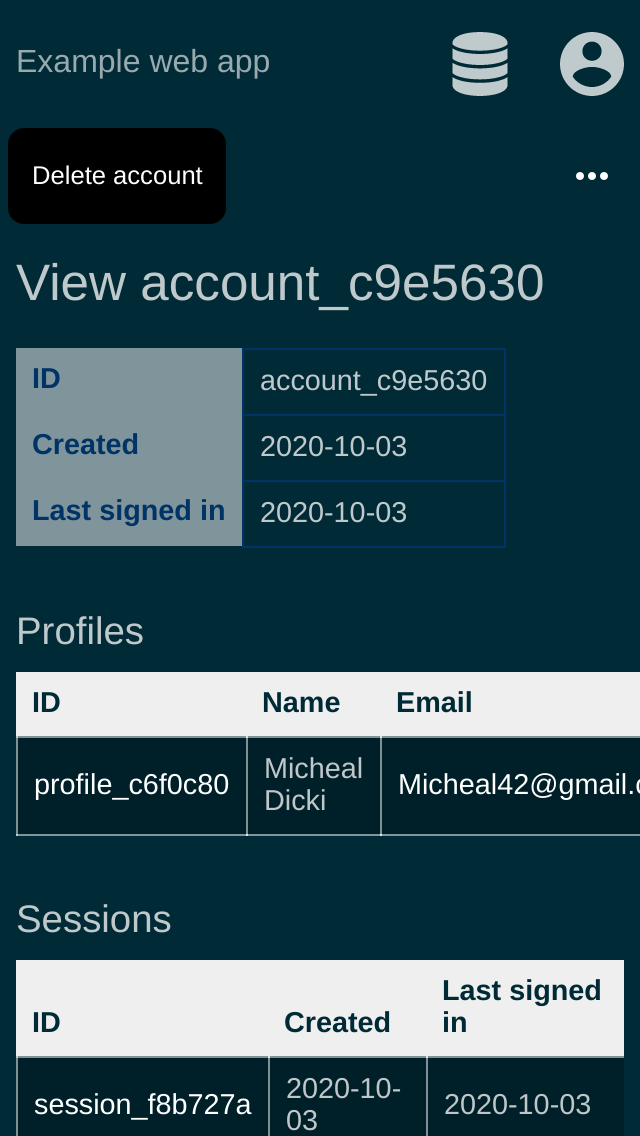 Example web app
Delete account
View account_c9e5630
ID account_c9e5630
Created 2020-10-03
Last signed in 2020-10-03
Profiles
ID Name Email
profile_c6f0c80 Micheal Dicki Micheal42@gmail.c
Sessions
ID Created Last signed in
session_f8b727a 2020-10-03 2020-10-03